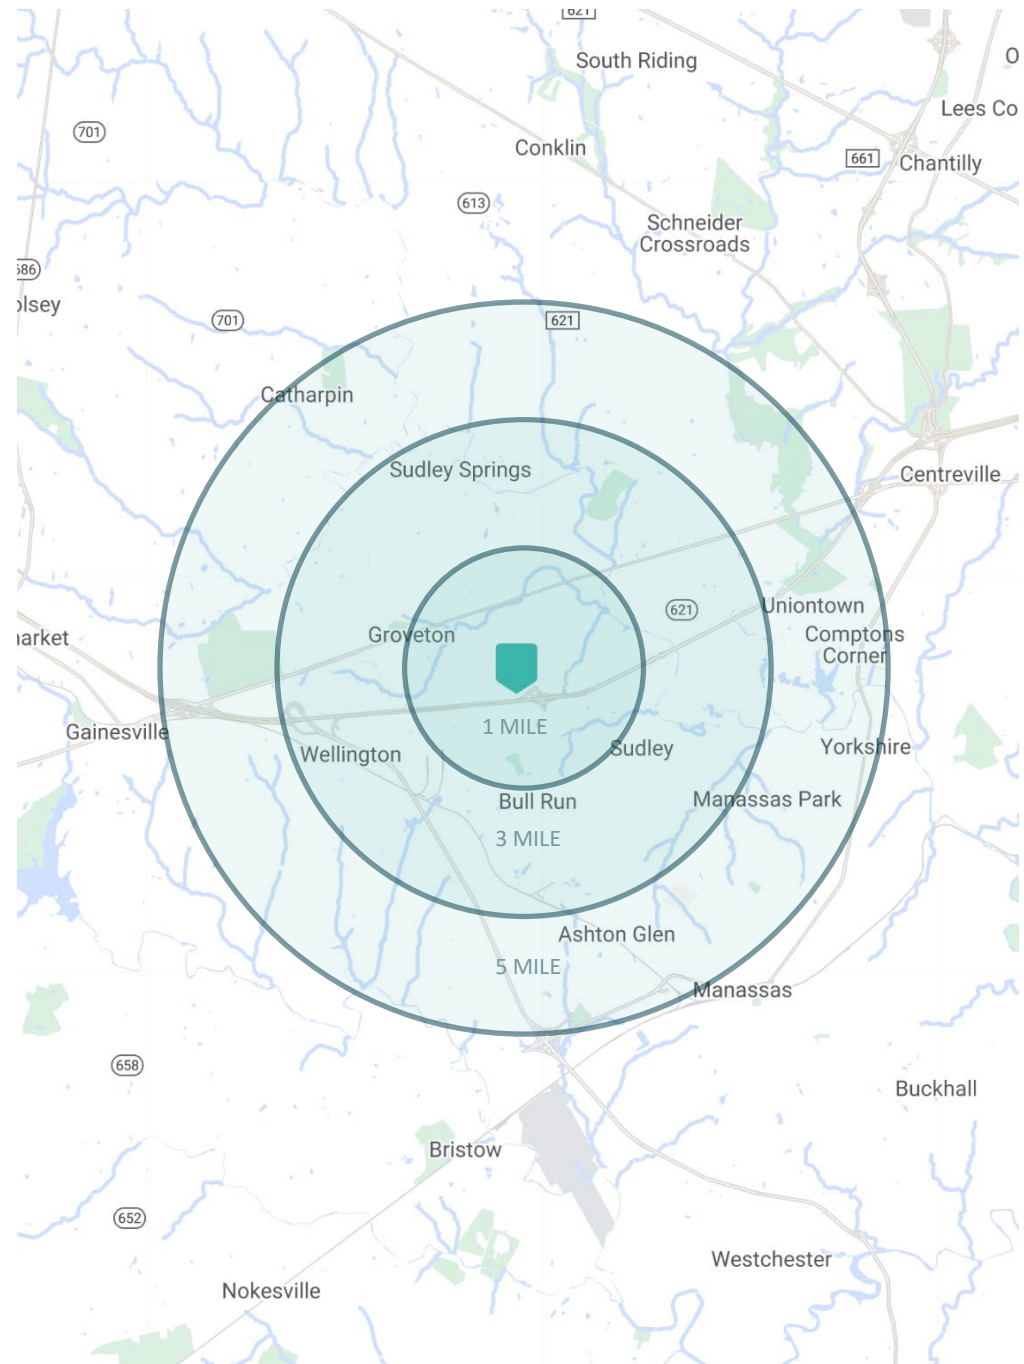 621
South Riding
O
Lees Co
701
Conklin
661
Chantilly
613
Schneider
Crossroads
686
olsey
701
621
Catharpin
Sudley Springs
Centreville
621
Uniontown
Groveton
Comptons
Corner
arket
1 MILE
Gainesville
Wellington
Sudley
Yorkshire
Bull Run
Manassas Park
3 MILE
Ashton Glen
5 MILE
Manassas
658
Buckhall
Bristow
652
Westchester
Nokesville